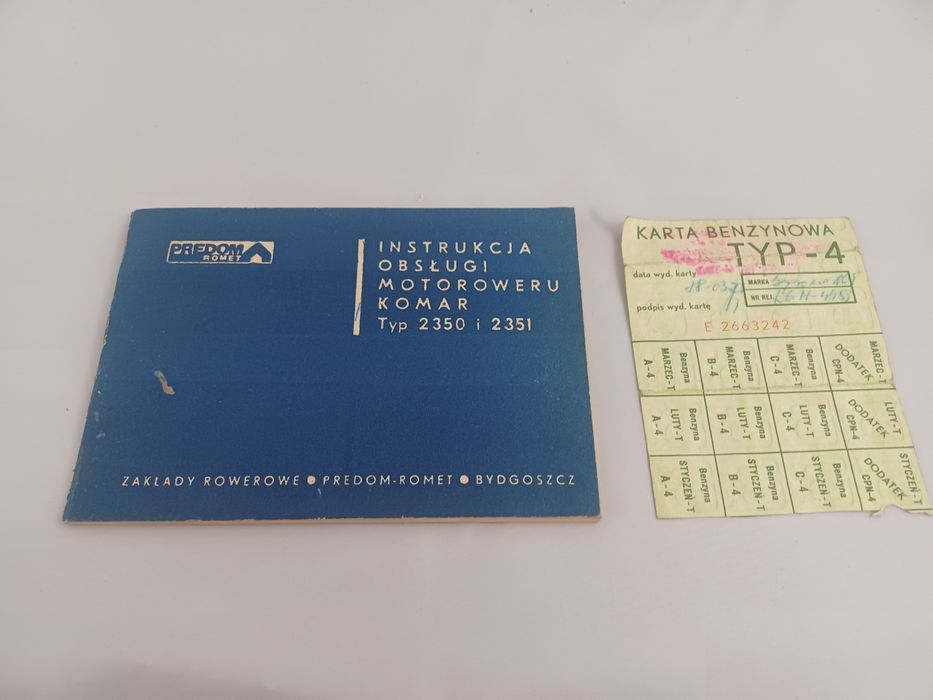 PREDOM
ROMET
INSTRUKCJA
OBSŁUGI
MOTOROWERU
KOMAR
Typ 2350 i 2351
ZAKŁADY ROWEROWE ● PREDOM-ROMET ● BYDGOSZCZ
KARTA BENZYNOWA
TYP-4
data wyd. karty
MARKA
NR REJ.
podpis wyd. kartę
E 2663242
A-4 MARZEC-T Benzyna
B-4 MARZEC-T Benzyna
C-4 MARZEC-T Benzyna
DODATEK CPN-4 MARZEC-T
A-4 LUTY-T Benzyna
B-4 LUTY-T Benzyna
C-4 LUTY-T Benzyna
DODATEK CPN-4 LUTY-T
A-4 STYCZEŃ-T Benzyna
B-4 STYCZEŃ-T Benzyna
C-4 STYCZEŃ-T Benzyna
DODATEK CPN-4 STYCZEŃ-T